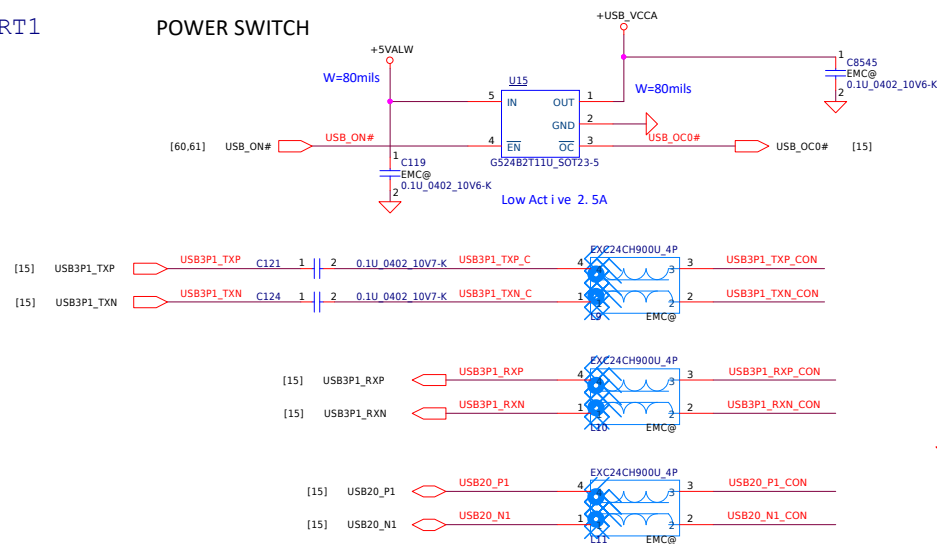 RT1 POWER SWITCH
+USB_VCCA
+5VALW
W=80mils
U15
W=80mils
1 C8545
EMC@
0.1U_0402_10V6-K
2
5 IN OUT 1
GND 2
[60,61] USB_ON# USB_ON# 4 EN OC 3 USB_OC0# USB_OC0# [15]
G524B2T11U_SOT23-5
1 C119
EMC@
0.1U_0402_10V6-K
2
Low Act i ve 2. 5A
EXC24CH900U_4P
[15] USB3P1_TXP USB3P1_TXP C121 1 2 0.1U_0402_10V7-K USB3P1_TXP_C 4 3 3 USB3P1_TXP_CON
[15] USB3P1_TXN USB3P1_TXN C124 1 2 0.1U_0402_10V7-K USB3P1_TXN_C 1 2 2 USB3P1_TXN_CON
L9 EMC@
EXC24CH900U_4P
[15] USB3P1_RXP USB3P1_RXP 4 3 3 USB3P1_RXP_CON
[15] USB3P1_RXN USB3P1_RXN 1 2 2 USB3P1_RXN_CON
L10 EMC@
EXC24CH900U_4P
[15] USB20_P1 USB20_P1 4 3 3 USB20_P1_CON
[15] USB20_N1 USB20_N1 1 2 2 USB20_N1_CON
L11 EMC@